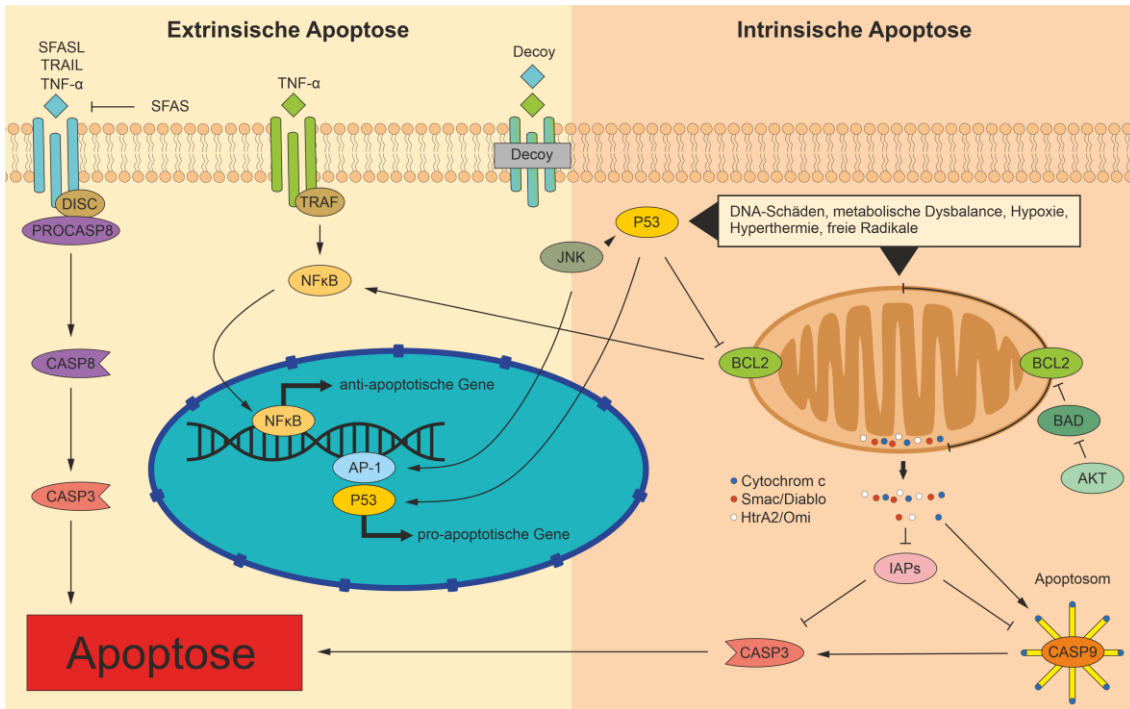 Extrinsische Apoptose
Intrinsische Apoptose
SFASL
TRAIL
TNF-α
SFAS
TNF-α
Decoy
Decoy
DISC
PROCASP8
TRAF
P53
DNA-Schäden, metabolische Dysbalance, Hypoxie,
Hyperthermie, freie Radikale
JNK
NFκB
CASP8
BCL2
BCL2
anti-apoptotische Gene
NFκB
BAD
AP-1
AKT
CASP3
P53
Cytochrom c
Smac/Diablo
HtrA2/Omi
pro-apoptotische Gene
IAPs
Apoptosom
Apoptose
CASP3
CASP9